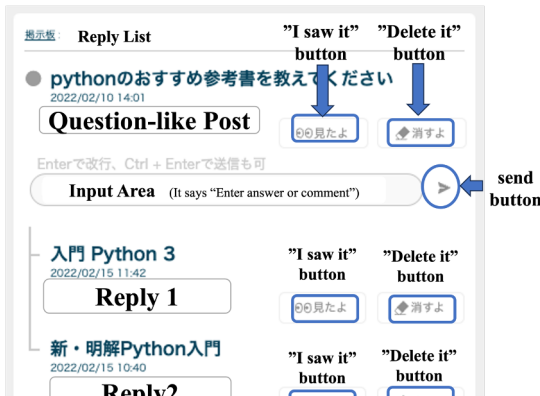 掲示板: Reply List
"I saw it" button
"Delete it" button
pythonのおすすめ参考書を教えてください
2022/02/10 14:01
Question-like Post
見たよ
消すよ
Enterで改行、Ctrl + Enterで送信も可
Input Area (It says “Enter answer or comment”)
send button
入門 Python 3
2022/02/15 11:42
Reply 1
”I saw it” button
”Delete it” button
見たよ
消すよ
新・明解Python入門
2022/02/15 10:40
Reply2
”I saw it” button
”Delete it” button